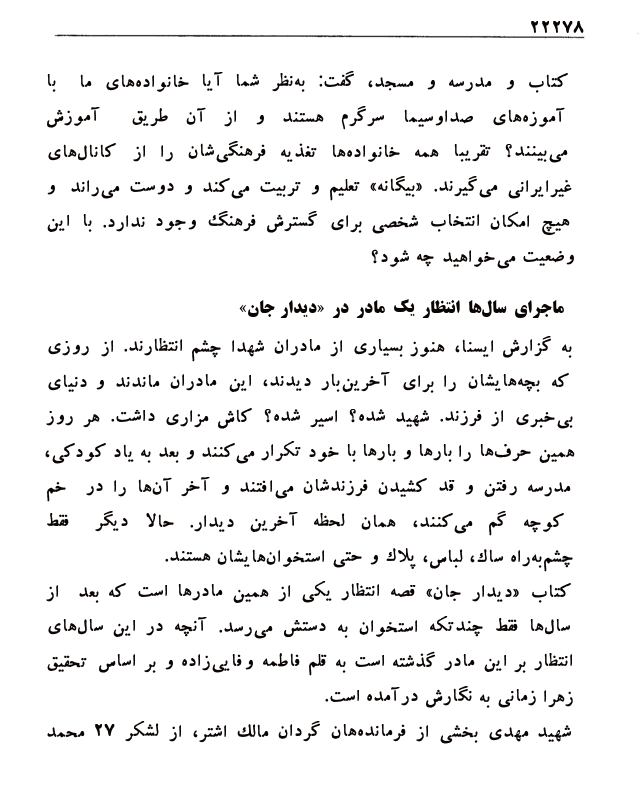 ۲۲۲۷۸
کتاب و مدرسه و مسجد، گفت: به‌نظر شما آیا خانواده‌های ما با
آموزه‌های صداوسیما سرگرم هستند و از آن طریق آموزش
می‌بینند؟ تقریبا همه خانواده‌ها تغذیه فرهنگی‌شان را از کانال‌های
غیرایرانی می‌گیرند. «بیگانه» تعلیم و تربیت می‌کند و دوست می‌راند و
هیچ امکان انتخاب شخصی برای گسترش فرهنگ وجود ندارد. با این
وضعیت می‌خواهید چه شود؟
ماجرای سال‌ها انتظار یک مادر در «دیدار جان»
به گزارش ایسنا، هنوز بسیاری از مادران شهدا چشم انتظارند. از روزی
که بچه‌هایشان را برای آخرین‌بار دیدند، این مادران ماندند و دنیای
بی‌خبری از فرزند. شهید شده؟ اسیر شده؟ کاش مزاری داشت. هر روز
همین حرف‌ها را بارها و بارها با خود تکرار می‌کنند و بعد به یاد کودکی،
مدرسه رفتن و قد کشیدن فرزندشان می‌افتند و آخر آن‌ها را در خم
کوچه گم می‌کنند، همان لحظه آخرین دیدار. حالا دیگر فقط
چشم‌به‌راه ساك، لباس، پلاك و حتی استخوان‌هایشان هستند.
کتاب «دیدار جان» قصه انتظار یکی از همین مادرها است که بعد از
سال‌ها فقط چندتکه استخوان به دستش می‌رسد. آنچه در این سال‌های
انتظار بر این مادر گذشته است به قلم فاطمه وفایی‌زاده و بر اساس تحقیق
زهرا زمانی به نگارش درآمده است.
شهید مهدی بخشی از فرمانده‌هان گردان مالك اشتر، از لشکر ۲۷ محمد